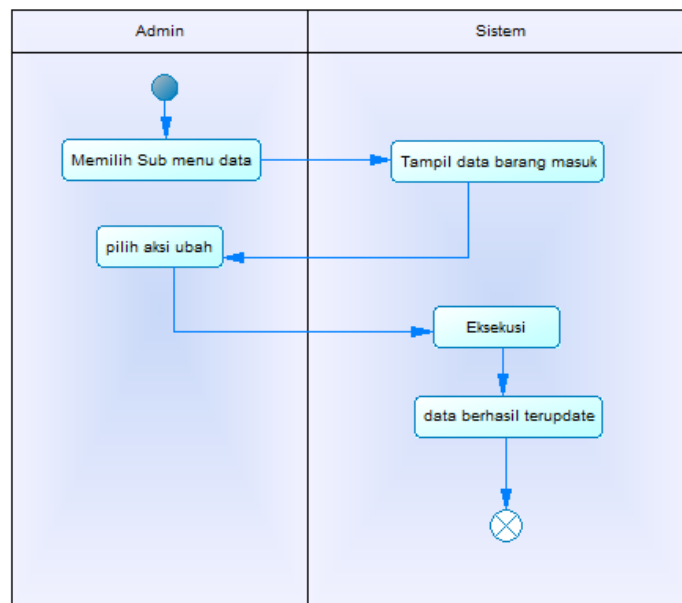 Admin
Sistem
Memilih Sub menu data
Tampil data barang masuk
pilih aksi ubah
Eksekusi
data berhasil terupdate